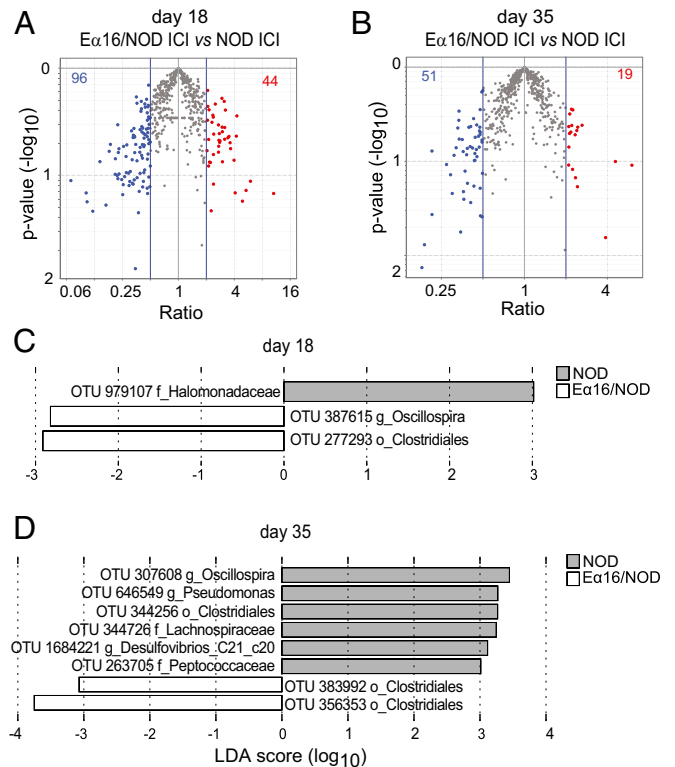 A
day 18
Eα16/NOD ICI vs NOD ICI
0
96
44
p-value (-log10)
1
2
0.06
0.25
1
4
16
Ratio
B
day 35
Eα16/NOD ICI vs NOD ICI
0
51
19
p-value (-log10)
1
2
0.25
1
4
Ratio
C
day 18
OTU 979107 f_Halomonadaceae
OTU 387615 g_Oscillospira
OTU 277293 o_Clostridiales
NOD
Eα16/NOD
-3
-2
-1
0
1
2
3
D
day 35
OTU 307608 g_Oscillospira
OTU 646549 g_Pseudomonas
OTU 344256 o_Clostridiales
OTU 344726 f_Lachnospiraceae
OTU 1684221 g_Desulfovibrios_C21_c20
OTU 263705 f_Peptococcaceae
OTU 383992 o_Clostridiales
OTU 356353 o_Clostridiales
NOD
Eα16/NOD
-4
-3
-2
-1
0
1
2
3
4
LDA score (log10)